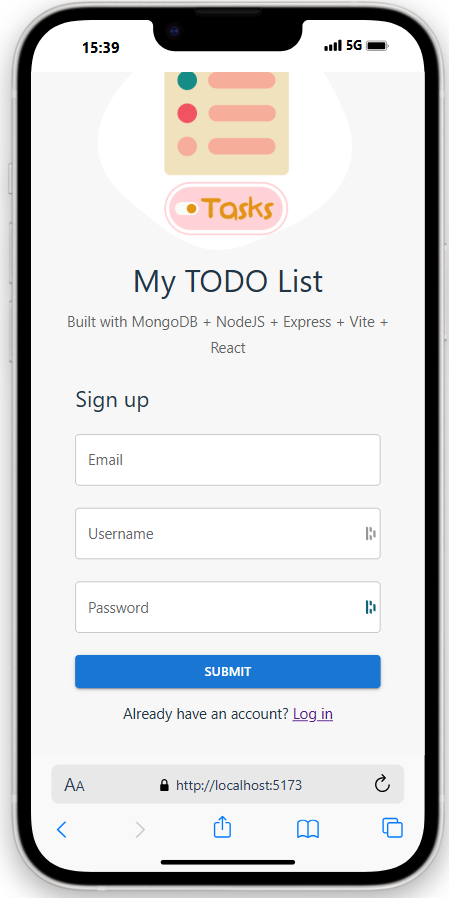 15:39
5G
Tasks
My TODO List
Built with MongoDB + NodeJS + Express + Vite +
React
Sign up
Email
Username
Password
SUBMIT
Already have an account? Log in
AA http://localhost:5173